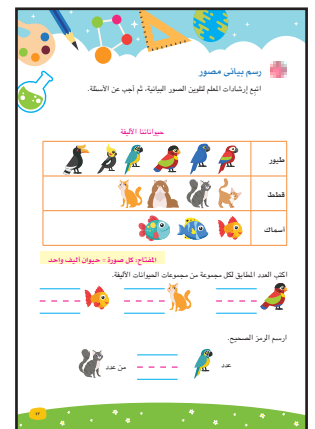 رسم بياني مصور
اتبع إرشادات المعلم لتلوين الصور البيانية. ثم أجب عن الأسئلة.
حيواناتنا الأليفة
طيور
قطط
أسماك
المفتاح: كل صورة = حيوان أليف واحد
اكتب العدد المطابق لكل مجموعة من مجموعات الحيوانات الأليفة.
ارسم الرمز الصحيح.
عدد من عدد